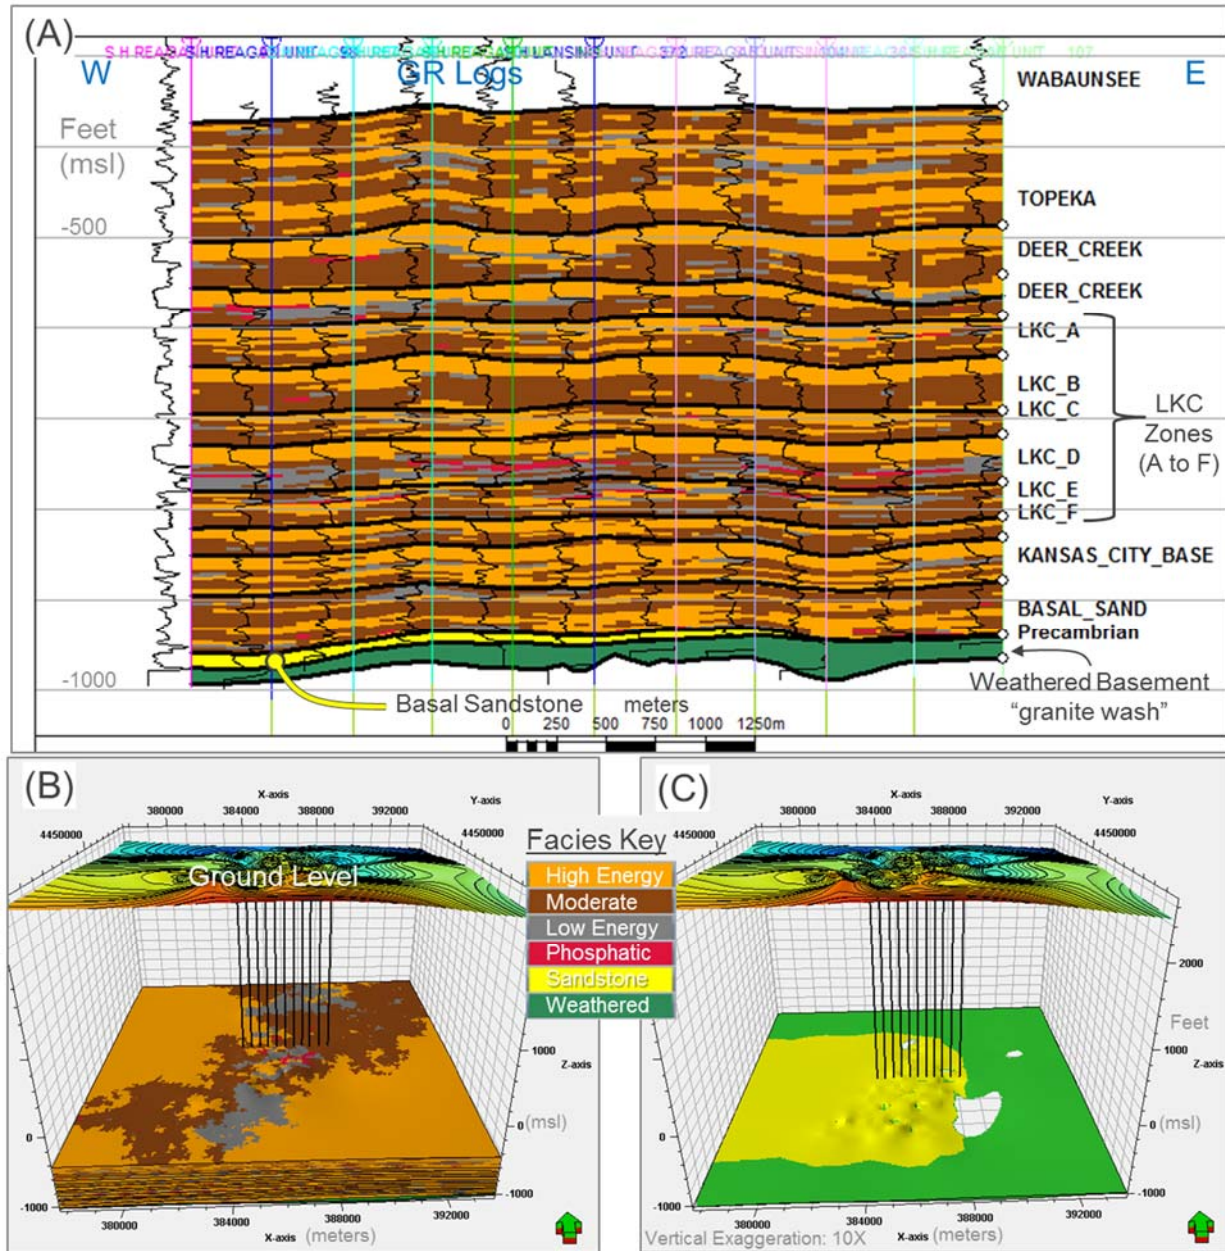 (A)
W
GR Logs
E
Feet
(msl)
-500
-1000
WABAUNSEE
TOPEKA
DEER_CREEK
DEER_CREEK
LKC_A
LKC_B
LKC_C
LKC_D
LKC_E
LKC_F
LKC
Zones
(A to F)
KANSAS_CITY_BASE
BASAL_SAND
Precambrian
Basal Sandstone
Weathered Basement
“granite wash”
meters
0 250 500 750 1000 1250m
(B)
X-axis
380000 384000 388000 392000
Y-axis
4450000
4450000
Ground Level
1000
Z-axis
0
0 (msl)
-1000
-1000
380000 384000 388000 392000
X-axis (meters)
Facies Key
High Energy
Moderate
Low Energy
Phosphatic
Sandstone
Weathered
(C)
X-axis
380000 384000 388000 392000
Y-axis
4450000
2000
Feet
1000
Z-axis
0
0 (msl)
-1000
-1000
380000 384000 388000 392000
Vertical Exaggeration: 10X
X-axis (meters)